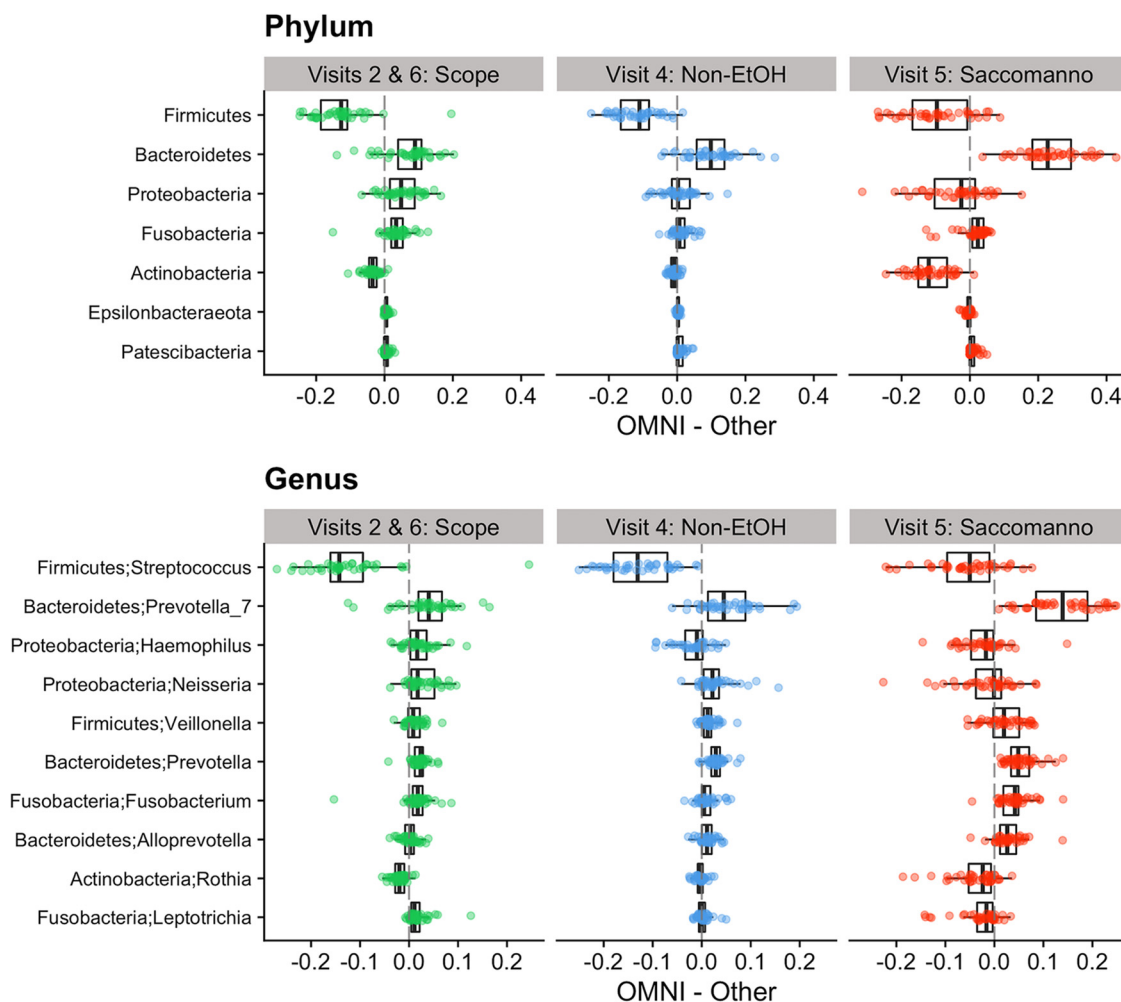 Phylum
Visits 2 & 6: Scope Visit 4: Non-EtOH Visit 5: Saccomanno
Firmicutes
Bacteroidetes
Proteobacteria
Fusobacteria
Actinobacteria
Epsilonbacteraeota
Patescibacteria
-0.2 0.0 0.2 0.4 -0.2 0.0 0.2 0.4 -0.2 0.0 0.2 0.4
OMNI - Other
Genus
Visits 2 & 6: Scope Visit 4: Non-EtOH Visit 5: Saccomanno
Firmicutes;Streptococcus
Bacteroidetes;Prevotella_7
Proteobacteria;Haemophilus
Proteobacteria;Neisseria
Firmicutes;Veillonella
Bacteroidetes;Prevotella
Fusobacteria;Fusobacterium
Bacteroidetes;Alloprevotella
Actinobacteria;Rothia
Fusobacteria;Leptotrichia
-0.2 -0.1 0.0 0.1 0.2 -0.2 -0.1 0.0 0.1 0.2 -0.2 -0.1 0.0 0.1 0.2
OMNI - Other